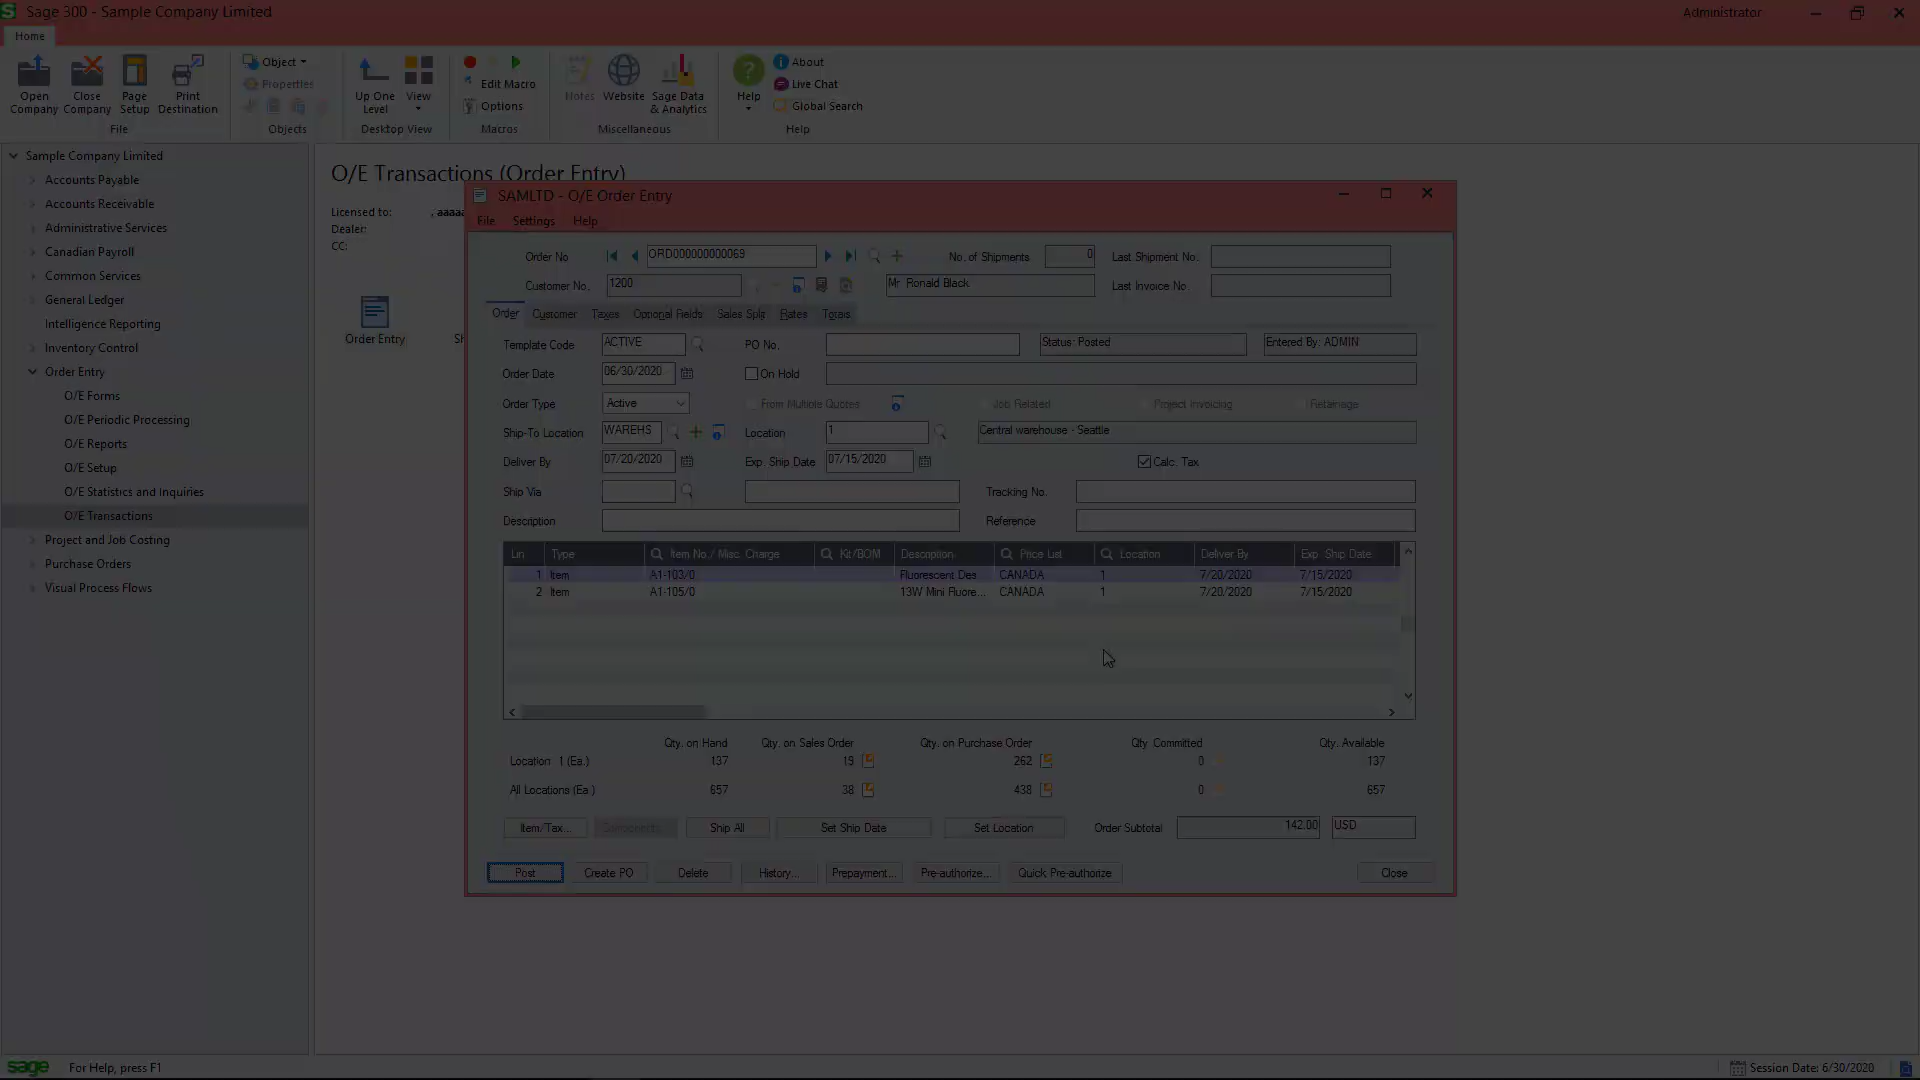 Sage 300 - Sample Company Limited
Administrator
Home
Open Company
Close Company
Page Setup
Print Destination
File
Object
Properties
Objects
Up One Level
View
Desktop View
Edit Macro
Options
Macros
Notes
Website
Sage Data & Analytics
Miscellaneous
Help
About
Live Chat
Global Search
Help
Sample Company Limited
Accounts Payable
Accounts Receivable
Administrative Services
Canadian Payroll
Common Services
General Ledger
Intelligence Reporting
Inventory Control
Order Entry
O/E Forms
O/E Periodic Processing
O/E Reports
O/E Setup
O/E Statistics and Inquiries
O/E Transactions
Project and Job Costing
Purchase Orders
Visual Process Flows
O/E Transactions (Order Entry)
Licensed to:
Dealer:
CC:
Order Entry
SAMLTD - O/E Order Entry
File Settings Help
Order No. ORD000000000069 No. of Shipments 0 Last Shipment No.
Customer No. 1200 Mr. Ronald Black Last Invoice No.
Order Customer Taxes Optional Fields Sales Split Rates Totals
Template Code ACTIVE PO No. Status: Posted Entered By: ADMIN
Order Date 06/30/2020 On Hold
Order Type Active From Multiple Quotes Job Related Project Invoicing Retainage
Ship-To Location WAREHS Location 1 Central warehouse - Seattle
Deliver By 07/20/2020 Exp. Ship Date 07/15/2020 Calc. Tax
Ship Via Tracking No.
Description Reference
Lin Type Item No./ Misc. Charge Kit/BOM Description Price List Location Deliver By Exp. Ship Date
1 Item A1-103/0 Fluorescent Des CANADA 1 7/20/2020 7/15/2020
2 Item A1-105/0 13W Mini Fluore... CANADA 1 7/20/2020 7/15/2020
Qty. on Hand Qty. on Sales Order Qty. on Purchase Order Qty. Committed Qty. Available
Location 1 (Ea.) 137 19 262 0 137
All Locations (Ea.) 657 38 438 0 657
Item/Tax... Ship All Set Ship Date Set Location Order Subtotal 142.00 USD
Post Create PO Delete History... Prepayment... Pre-authorize... Quick Pre-authorize Close
sage For Help, press F1
Session Date: 6/30/2020